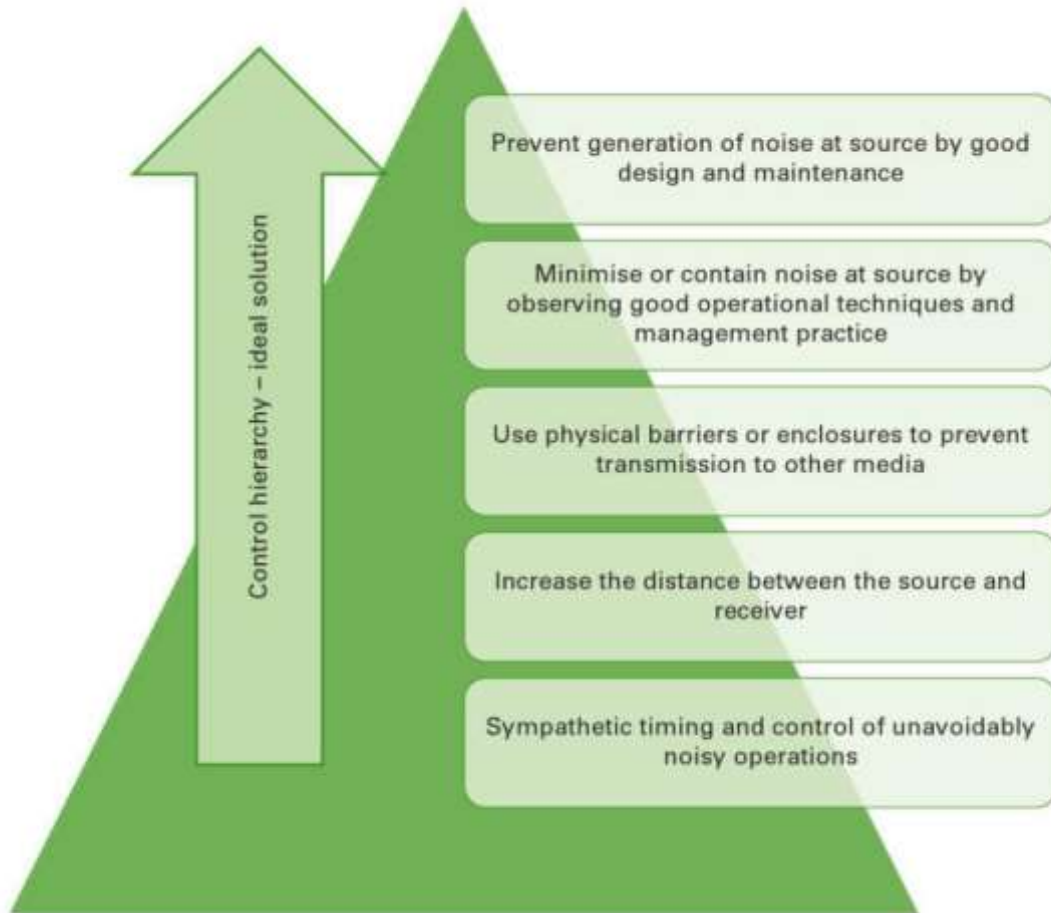 Control hierarchy – ideal solution
Prevent generation of noise at source by good
design and maintenance
Minimise or contain noise at source by
observing good operational techniques and
management practice
Use physical barriers or enclosures to prevent
transmission to other media
Increase the distance between the source and
receiver
Sympathetic timing and control of unavoidably
noisy operations